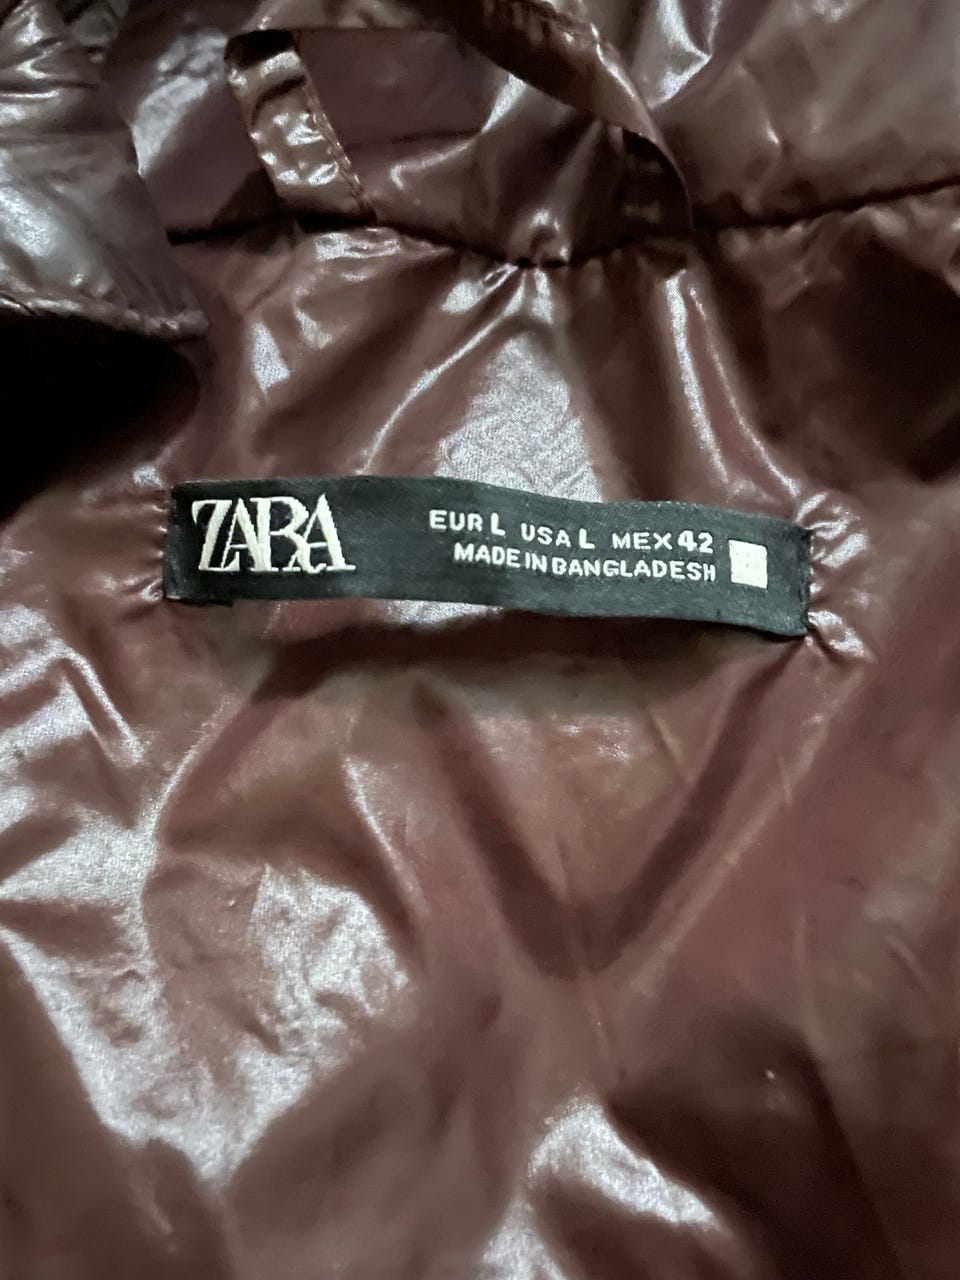 ZARA
EUR L USA L MEX 42
MADE IN BANGLADESH